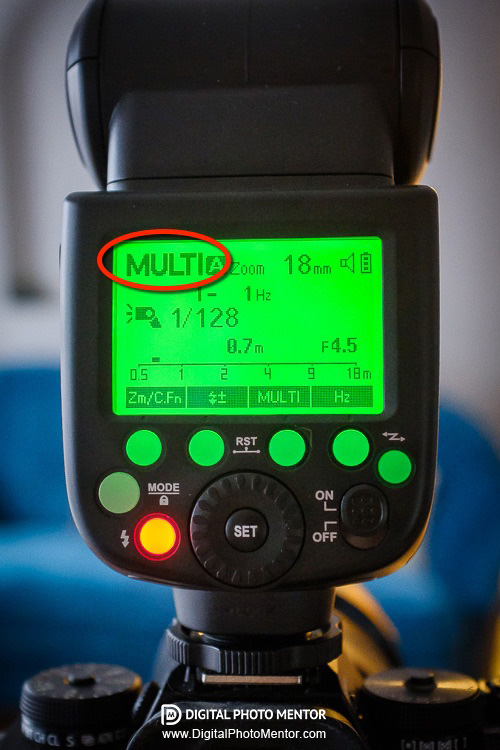 MULTI A Zoom 18mm
1- 1Hz
1/128
0.7m F4.5
0.5 1 2 4 9 18m
Zm/C.Fn ± MULTI Hz
RST
MODE
SET
ON
OFF
DIGITAL PHOTO MENTOR
www.DigitalPhotoMentor.com